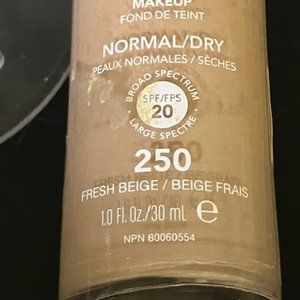 MAKEUP
FOND DE TEINT
NORMAL/DRY
PEAUX NORMALES / SÈCHES
BROAD SPECTRUM
SPF/FPS
20
LARGE SPECTRE
250
FRESH BEIGE / BEIGE FRAIS
1.0 Fl. Oz./30 ml ℮
NPN 80060554